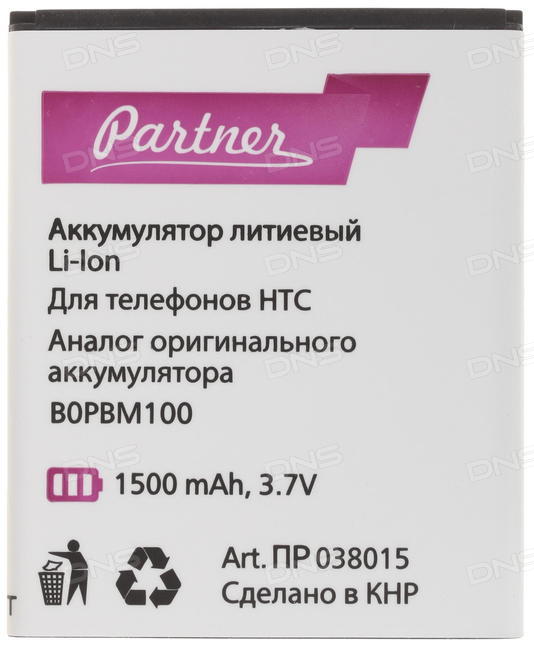 Partner
Аккумулятор литиевый
Li-Ion
Для телефонов HTC
Аналог оригинального
аккумулятора
B0PBM100
1500 mAh, 3.7V
Art. ПР 038015
Сделано в КНР
T
DNS